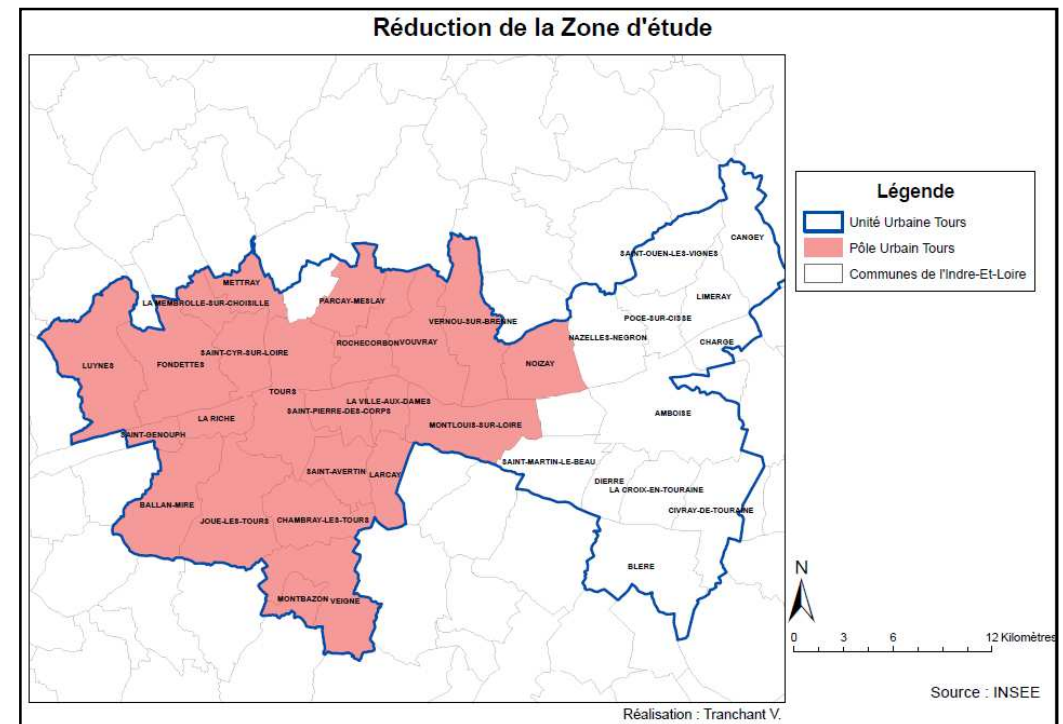 Réduction de la Zone d'étude
CANGEY
SAINT-OUEN-LES-VIGNES
METTRAY
LIMERAY
LA MEMBROLLE-SUR-CHOISILLE
PARCAY-MESLAY
POCE-SUR-CISSE
VERNOU-SUR-BRENNE
NAZELLES-NEGRON
CHARGE
ROCHECORBON
VOUVRAY
SAINT-CYR-SUR-LOIRE
LUYNES
FONDETTES
NOIZAY
TOURS
LA VILLE-AUX-DAMES
SAINT-PIERRE-DES-CORPS
AMBOISE
LA RICHE
MONTLOUIS-SUR-LOIRE
SAINT-GENOUPH
SAINT-MARTIN-LE-BEAU
SAINT-AVERTIN
LARCAY
DIERRE
LA CROIX-EN-TOURAINE
BALLAN-MIRE
CIVRAY-DE-TOURAINE
JOUE-LES-TOURS
CHAMBRAY-LES-TOURS
BLERE
MONTBAZON
VEIGNE
Légende
Unité Urbaine Tours
Pôle Urbain Tours
Communes de l'Indre-Et-Loire
N
0 3 6 12 Kilomètres
Source : INSEE
Réalisation : Tranchant V.